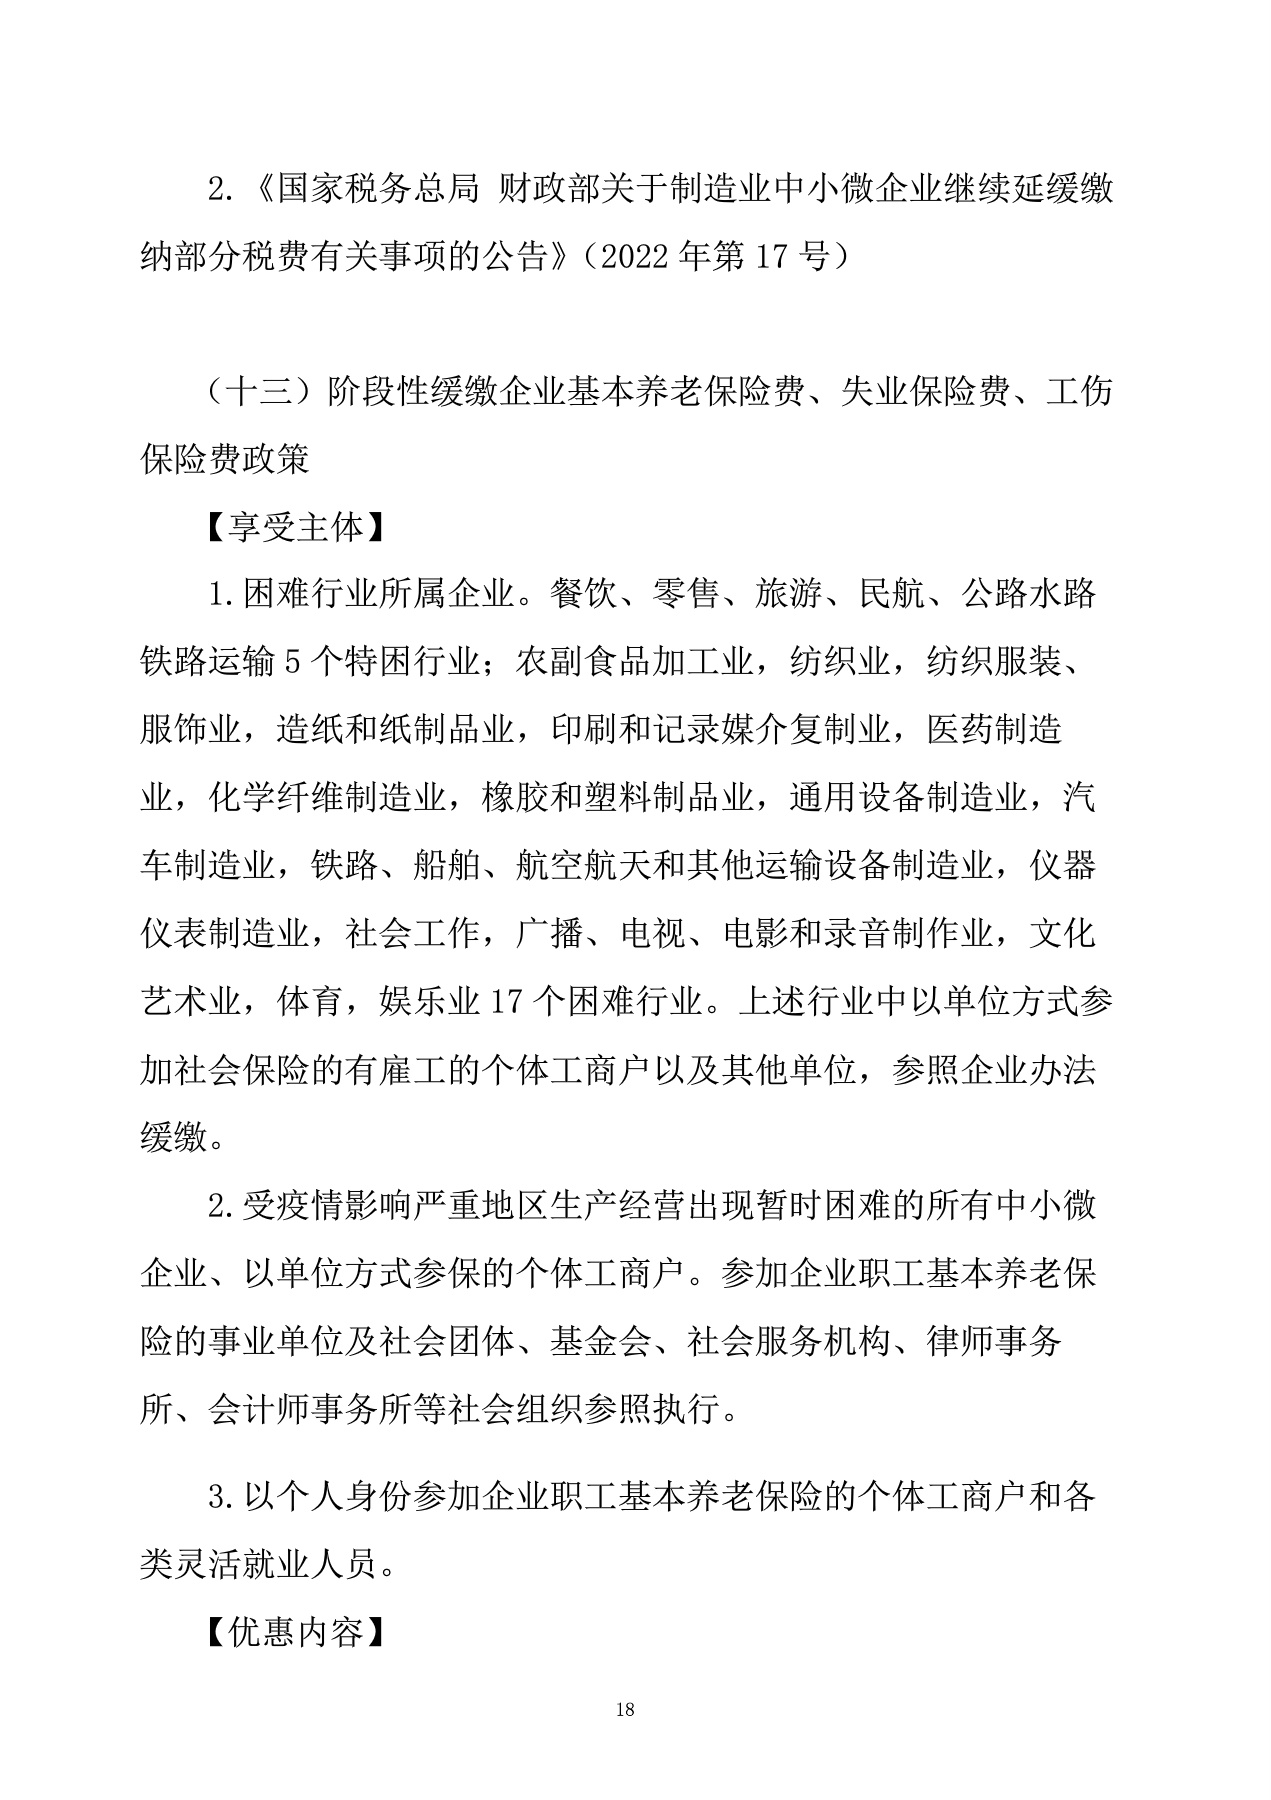 2.《国家税务总局 财政部关于制造业中小微企业继续延缓缴
纳部分税费有关事项的公告》（2022 年第 17 号）
（十三）阶段性缓缴企业基本养老保险费、失业保险费、工伤
保险费政策
【享受主体】
1.困难行业所属企业。餐饮、零售、旅游、民航、公路水路
铁路运输 5 个特困行业；农副食品加工业，纺织业，纺织服装、
服饰业，造纸和纸制品业，印刷和记录媒介复制业，医药制造
业，化学纤维制造业，橡胶和塑料制品业，通用设备制造业，汽
车制造业，铁路、船舶、航空航天和其他运输设备制造业，仪器
仪表制造业，社会工作，广播、电视、电影和录音制作业，文化
艺术业，体育，娱乐业 17 个困难行业。上述行业中以单位方式参
加社会保险的有雇工的个体工商户以及其他单位，参照企业办法
缓缴。
2.受疫情影响严重地区生产经营出现暂时困难的所有中小微
企业、以单位方式参保的个体工商户。参加企业职工基本养老保
险的事业单位及社会团体、基金会、社会服务机构、律师事务
所、会计师事务所等社会组织参照执行。
3.以个人身份参加企业职工基本养老保险的个体工商户和各
类灵活就业人员。
【优惠内容】
18